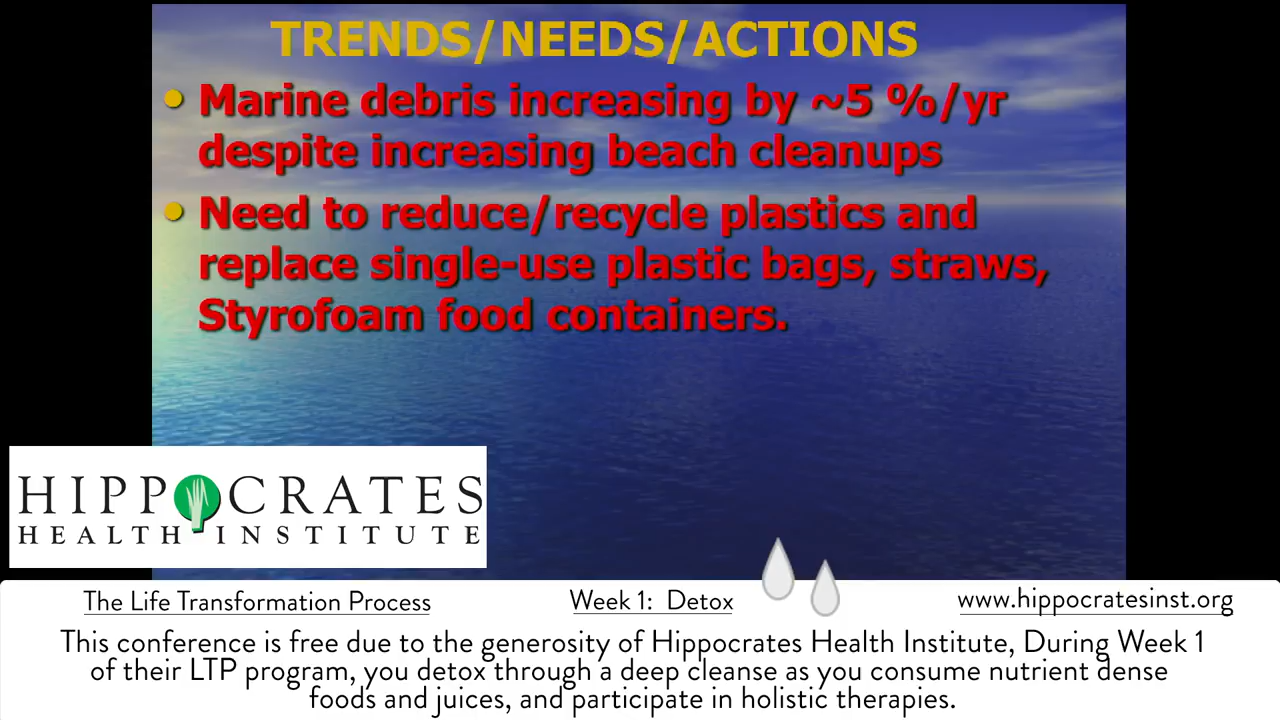 TRENDS/NEEDS/ACTIONS
• Marine debris increasing by ~5 %/yr
despite increasing beach cleanups
• Need to reduce/recycle plastics and
replace single-use plastic bags, straws,
Styrofoam food containers.
HIPPOCRATES
HEALTH INSTITUTE
The Life Transformation Process
Week 1: Detox
www.hippocratesinst.org
This conference is free due to the generosity of Hippocrates Health Institute, During Week 1
of their LTP program, you detox through a deep cleanse as you consume nutrient dense
foods and juices, and participate in holistic therapies.